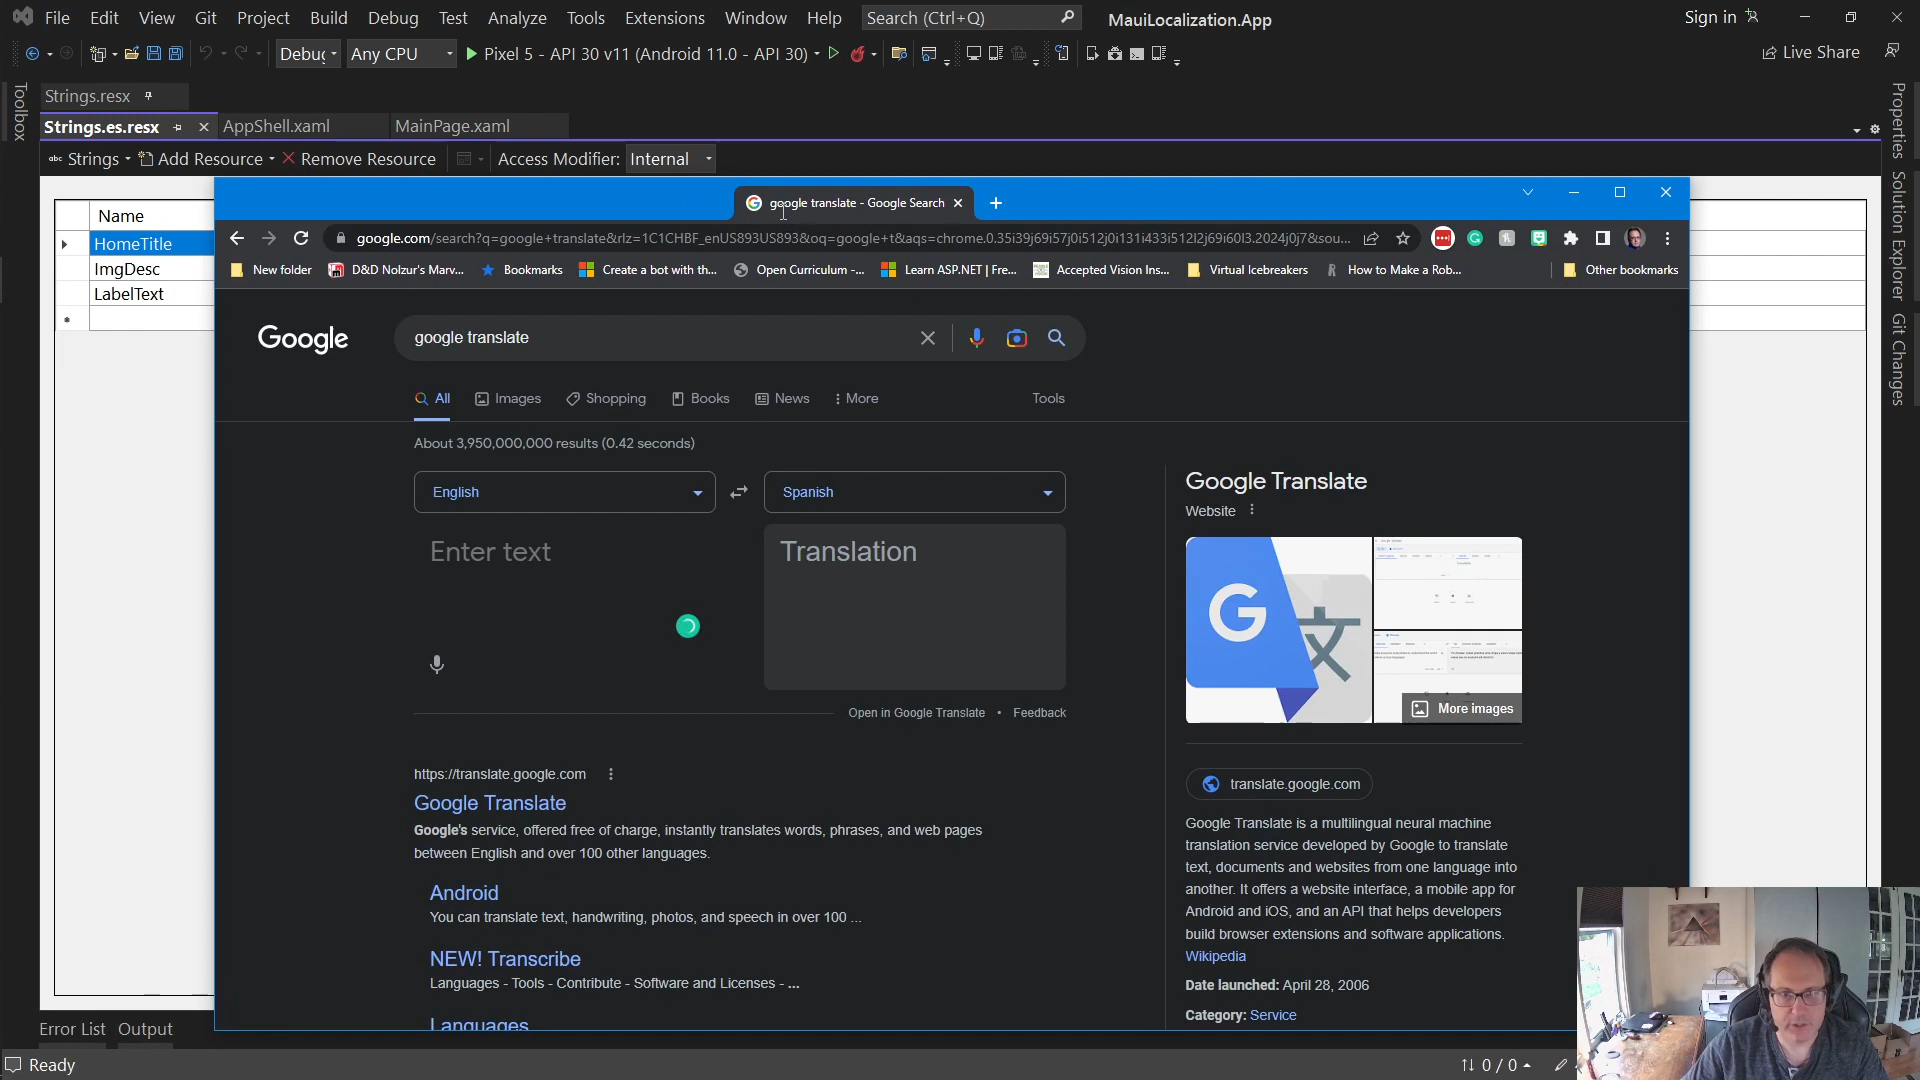 File Edit View Git Project Build Debug Test Analyze Tools Extensions Window Help Search (Ctrl+Q) MauiLocalization.App Sign in
Debug Any CPU Pixel 5 - API 30 v11 (Android 11.0 - API 30) Live Share
Toolbox
Strings.resx
Strings.es.resx AppShell.xaml MainPage.xaml
Strings Add Resource Remove Resource Access Modifier: Internal
Name
HomeTitle
ImgDesc
LabelText
Properties
Solution Explorer
Git Changes
google translate - Google Search
google.com/search?q=google+translate&rlz=1C1CHBF_enUS893US893&oq=google+t&aqs=chrome.0.35i39j69i57j0i512j0i131i433i512l2j69i60l3.2024j0j7&sou...
New folder D&D Nolzur's Marv... Bookmarks Create a bot with th... Open Curriculum -... Learn ASP.NET | Fre... Accepted Vision Ins... Virtual Icebreakers How to Make a Rob... Other bookmarks
Google google translate
All Images Shopping Books News More Tools
About 3,950,000,000 results (0.42 seconds)
English Spanish
Enter text Translation
Open in Google Translate • Feedback
https://translate.google.com
Google Translate
Google's service, offered free of charge, instantly translates words, phrases, and web pages
between English and over 100 other languages.
Android
You can translate text, handwriting, photos, and speech in over 100 ...
NEW! Transcribe
Languages - Tools - Contribute - Software and Licenses - ...
Languages
Google Translate
Website
G
文
More images
translate.google.com
Google Translate is a multilingual neural machine
translation service developed by Google to translate
text, documents and websites from one language into
another. It offers a website interface, a mobile app for
Android and iOS, and an API that helps developers
build browser extensions and software applications.
Wikipedia
Date launched: April 28, 2006
Category: Service
Error List Output
Ready 0 / 0